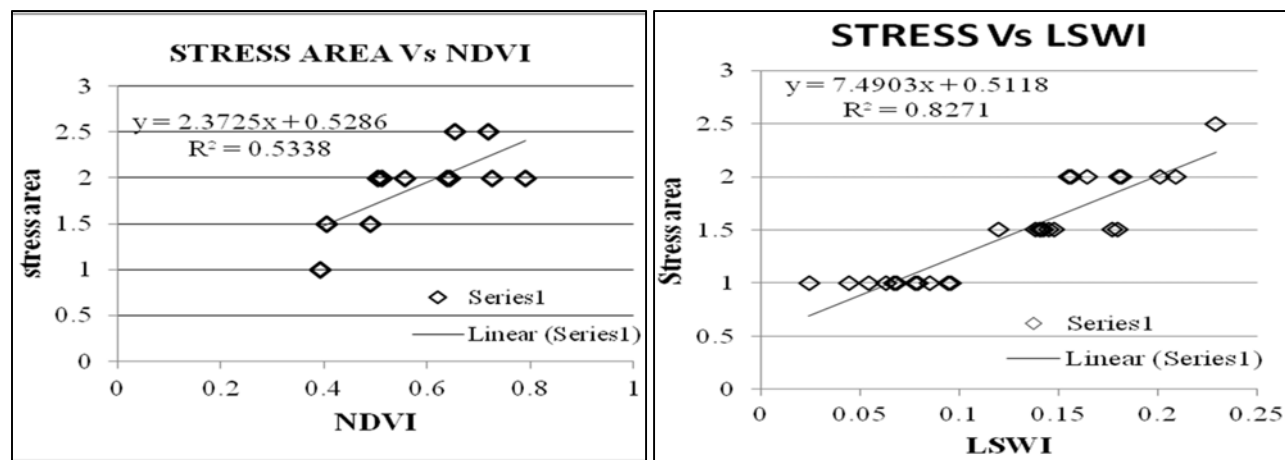 STRESS AREA Vs NDVI
3
y = 2.3725x + 0.5286
R² = 0.5338
2.5
2
1.5
1
0.5
0
stress area
Series1
Linear (Series1)
0 0.2 0.4 0.6 0.8 1
NDVI
STRESS Vs LSWI
3
y = 7.4903x + 0.5118
R² = 0.8271
2.5
2
1.5
1
0.5
0
Stress area
Series1
Linear (Series1)
0 0.05 0.1 0.15 0.2 0.25
LSWI